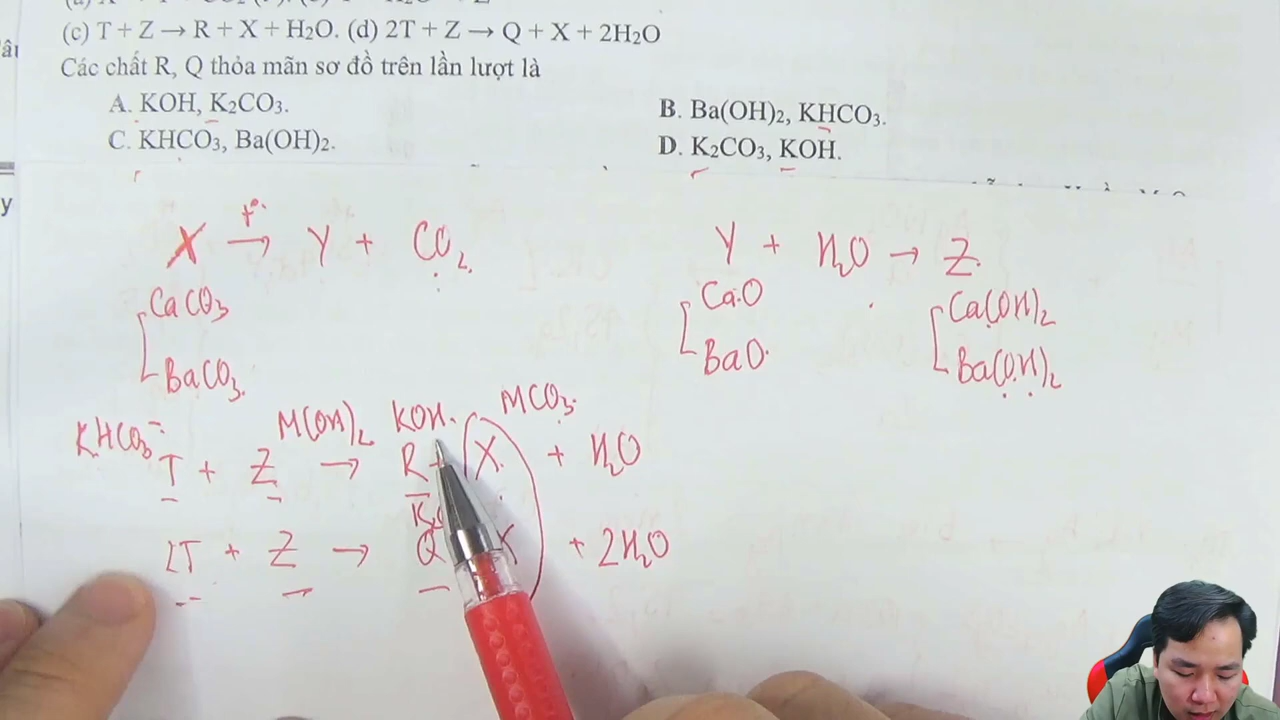 (c) T + Z → R + X + H2O. (d) 2T + Z → Q + X + 2H2O
Các chất R, Q thỏa mãn sơ đồ trên lần lượt là
A. KOH, K2CO3.
B. Ba(OH)2, KHCO3.
C. KHCO3, Ba(OH)2.
D. K2CO3, KOH.
y
X t° → Y + CO2
Y + H2O → Z
CaCO3
CaO
Ca(OH)2
BaCO3
BaO
Ba(OH)2
KHCO3 M(OH)2 KOH MCO3
T + Z → R + X + H2O
2T + Z → Q X + 2H2O